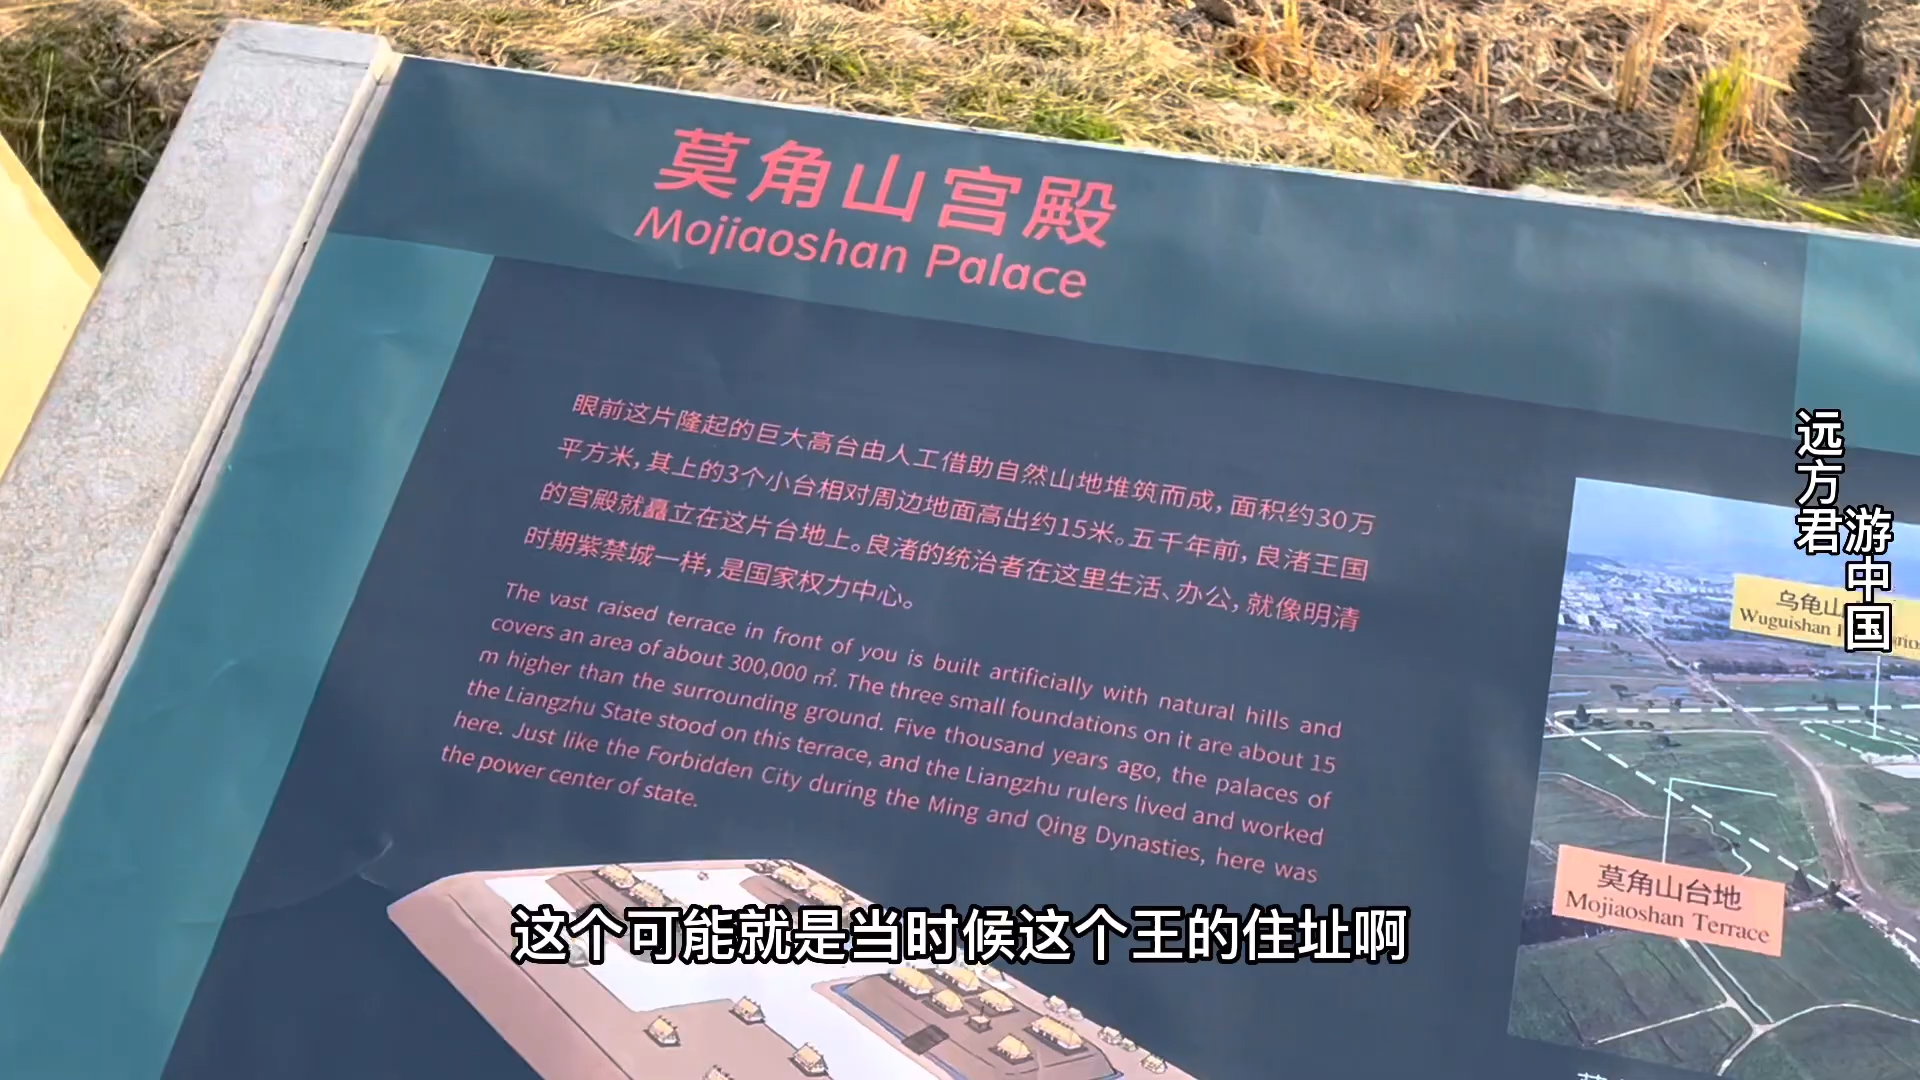 莫角山宫殿
Mojiaoshan Palace
眼前这片隆起的巨大高台由人工借助自然山地堆筑而成，面积约30万
平方米，其上的3个小台相对周边地面高出约15米。五千年前，良渚王国
的宫殿就矗立在这片台地上。良渚的统治者在这里生活、办公，就像明清
时期紫禁城一样，是国家权力中心。
The vast raised terrace in front of you is built artificially with natural hills and
covers an area of about 300,000 ㎡. The three small foundations on it are about 15
m higher than the surrounding ground. Five thousand years ago, the palaces of
the Liangzhu State stood on this terrace, and the Liangzhu rulers lived and worked
here. Just like the Forbidden City during the Ming and Qing Dynasties, here was
the power center of state.
远方君
游中国
乌龟山
Wuguishan
莫角山台地
Mojiaoshan Terrace
这个可能就是当时候这个王的住址啊